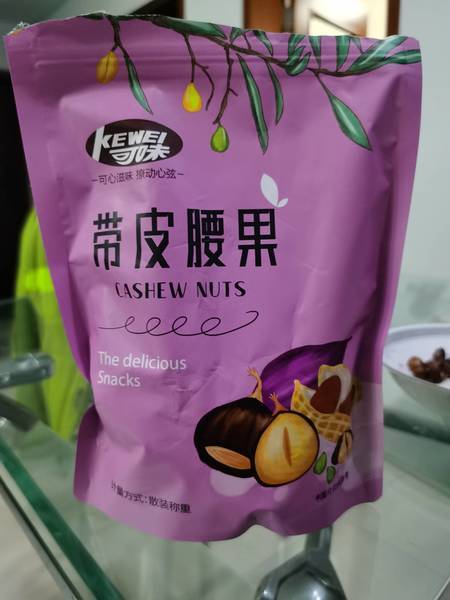 KEWEI
可味
可心滋味 撩动心弦
带皮腰果
CASHEW NUTS
The delicious
Snacks
计量方式:散装称重